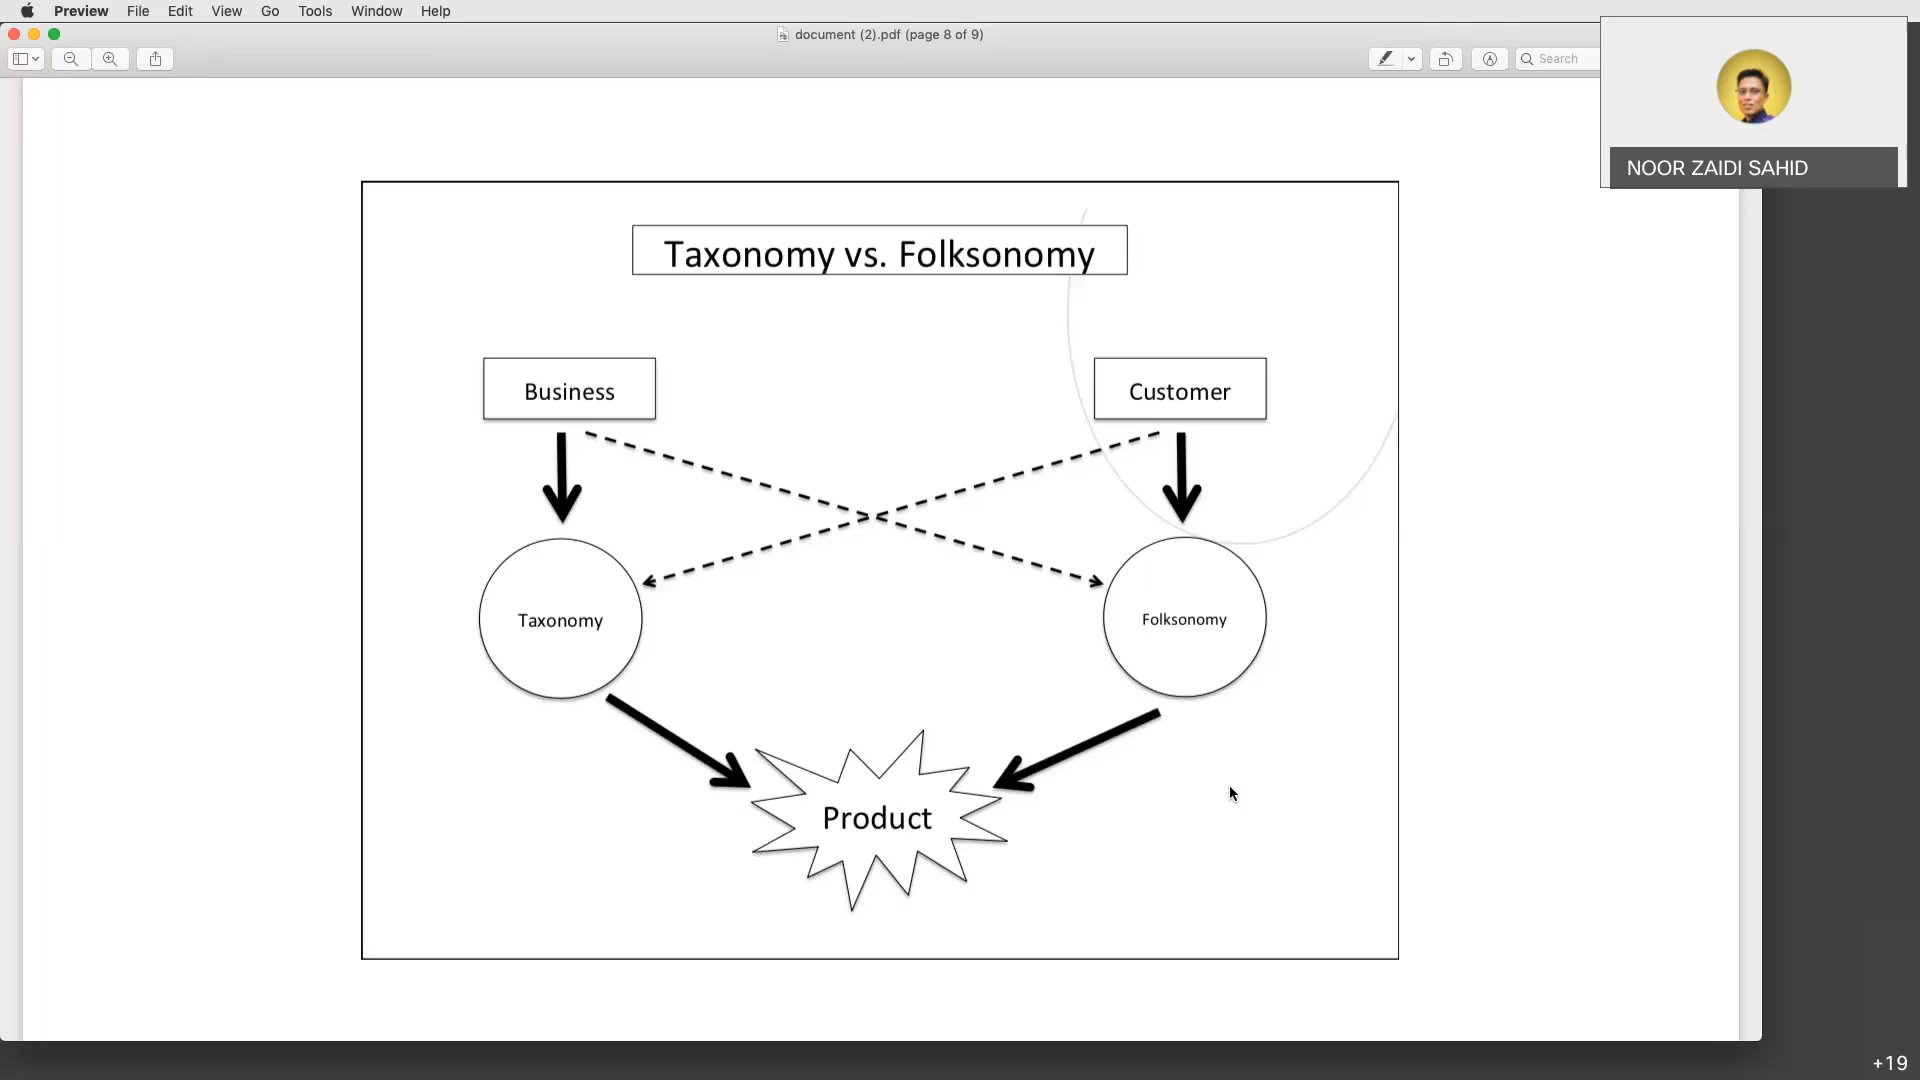 Preview File Edit View Go Tools Window Help
document (2).pdf (page 8 of 9)
Search
NOOR ZAIDI SAHID
Taxonomy vs. Folksonomy
Business
Customer
Taxonomy
Folksonomy
Product
+19